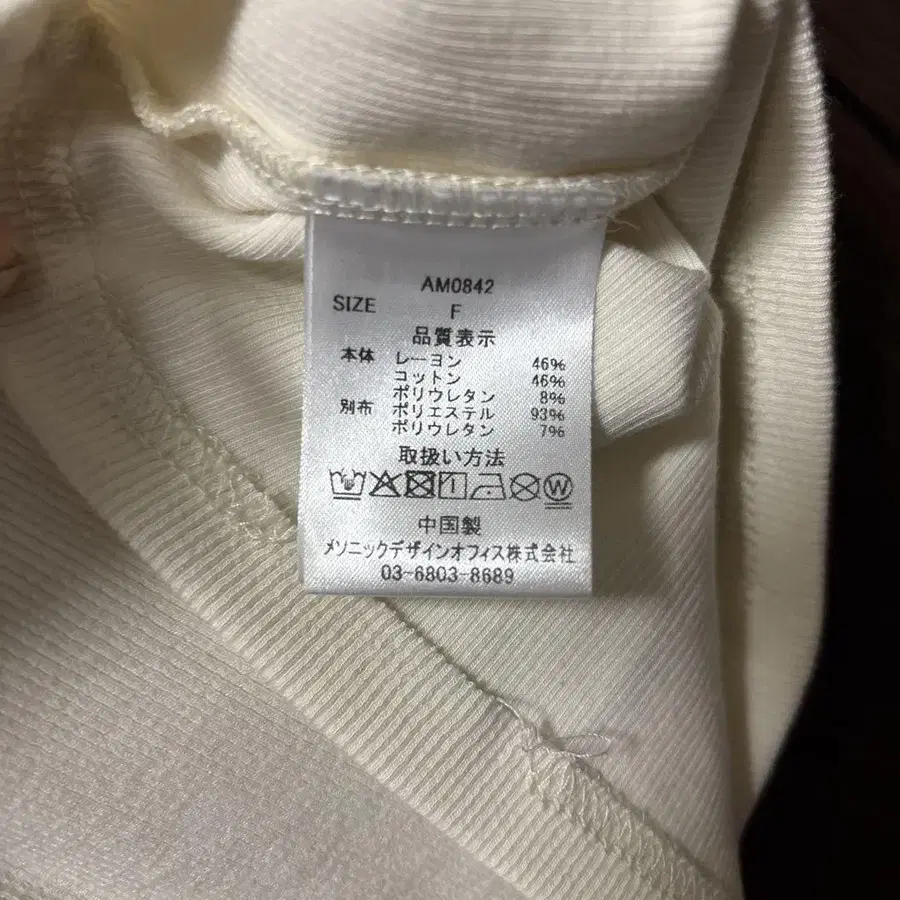 AM0842
SIZE F
品質表示
本体 レーヨン 46%
コットン 46%
ポリウレタン 8%
別布 ポリエステル 93%
ポリウレタン 7%
取扱い方法
W
中国製
メソニックデザインオフィス株式会社
03-6803-8689